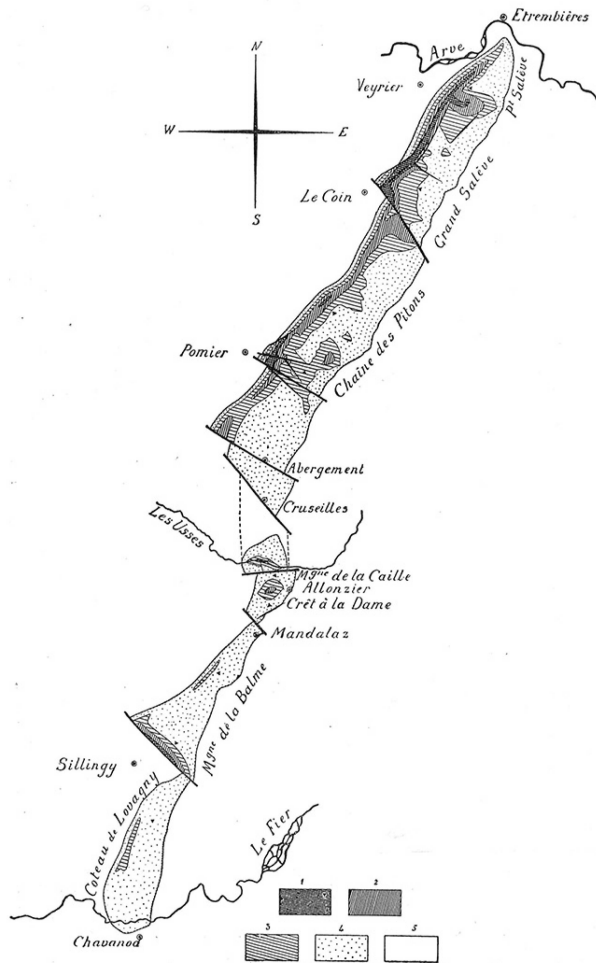 Etrembières
Arve
Veyrier
Pt Salève
N
W
E
S
Le Coin
Grand Salève
Pomier
Chaîne des Pitons
Abergement
Cruseilles
Les Usses
Mgne de la Caille
Allonzier
Crêt à la Dame
Mandalaz
Mgne de la Balme
Sillingy
Coteau de Lovagny
Le Fier
Chavanod
1
2
3
4
5